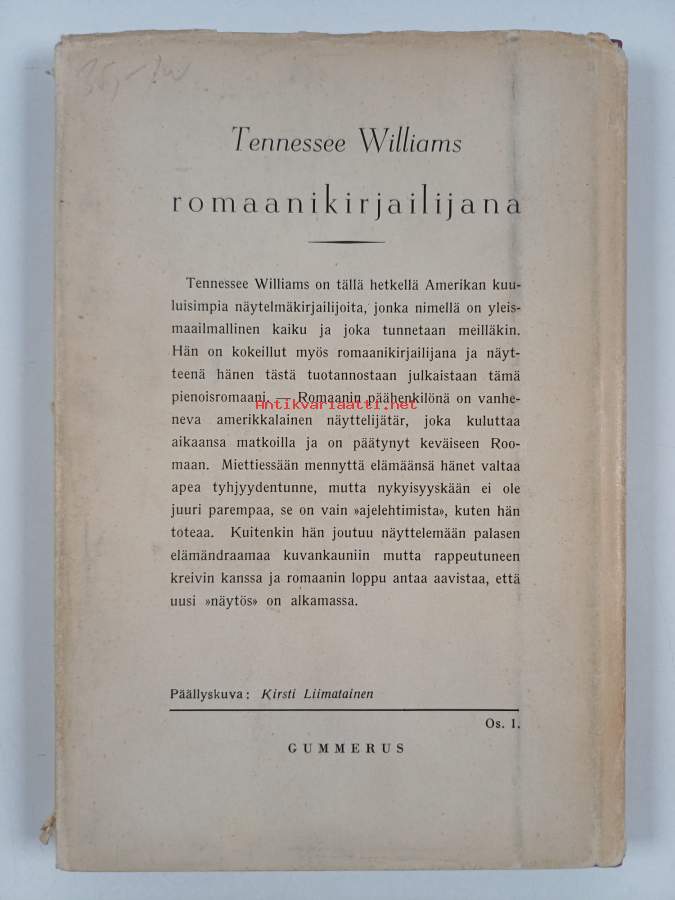 35,-/w
Tennessee Williams
romaanikirjailijana
Tennessee Williams on tällä hetkellä Amerikan kuu-
luisimpia näytelmäkirjailijoita, jonka nimellä on yleis-
maailmallinen kaiku ja joka tunnetaan meilläkin.
Hän on kokeillut myös romaanikirjailijana ja näyt-
teenä hänen tästä tuotannostaan julkaistaan tämä
pienoisromaani. — Romaanin päähenkilönä on vanhe-
Antikvariaatti.net
neva amerikkalainen näyttelijätär, joka kuluttaa
aikaansa matkoilla ja on päätynyt keväiseen Roo-
maan. Miettiessään mennyttä elämäänsä hänet valtaa
apea tyhjyydentunne, mutta nykyisyyskään ei ole
juuri parempaa, se on vain »ajelehtimista», kuten hän
toteaa. Kuitenkin hän joutuu näyttelemään palasen
elämändraamaa kuvankauniin mutta rappeutuneen
kreivin kanssa ja romaanin loppu antaa aavistaa, että
uusi »näytös» on alkamassa.
Päällyskuva: Kirsti Liimatainen
Os. 1.
GUMMERUS